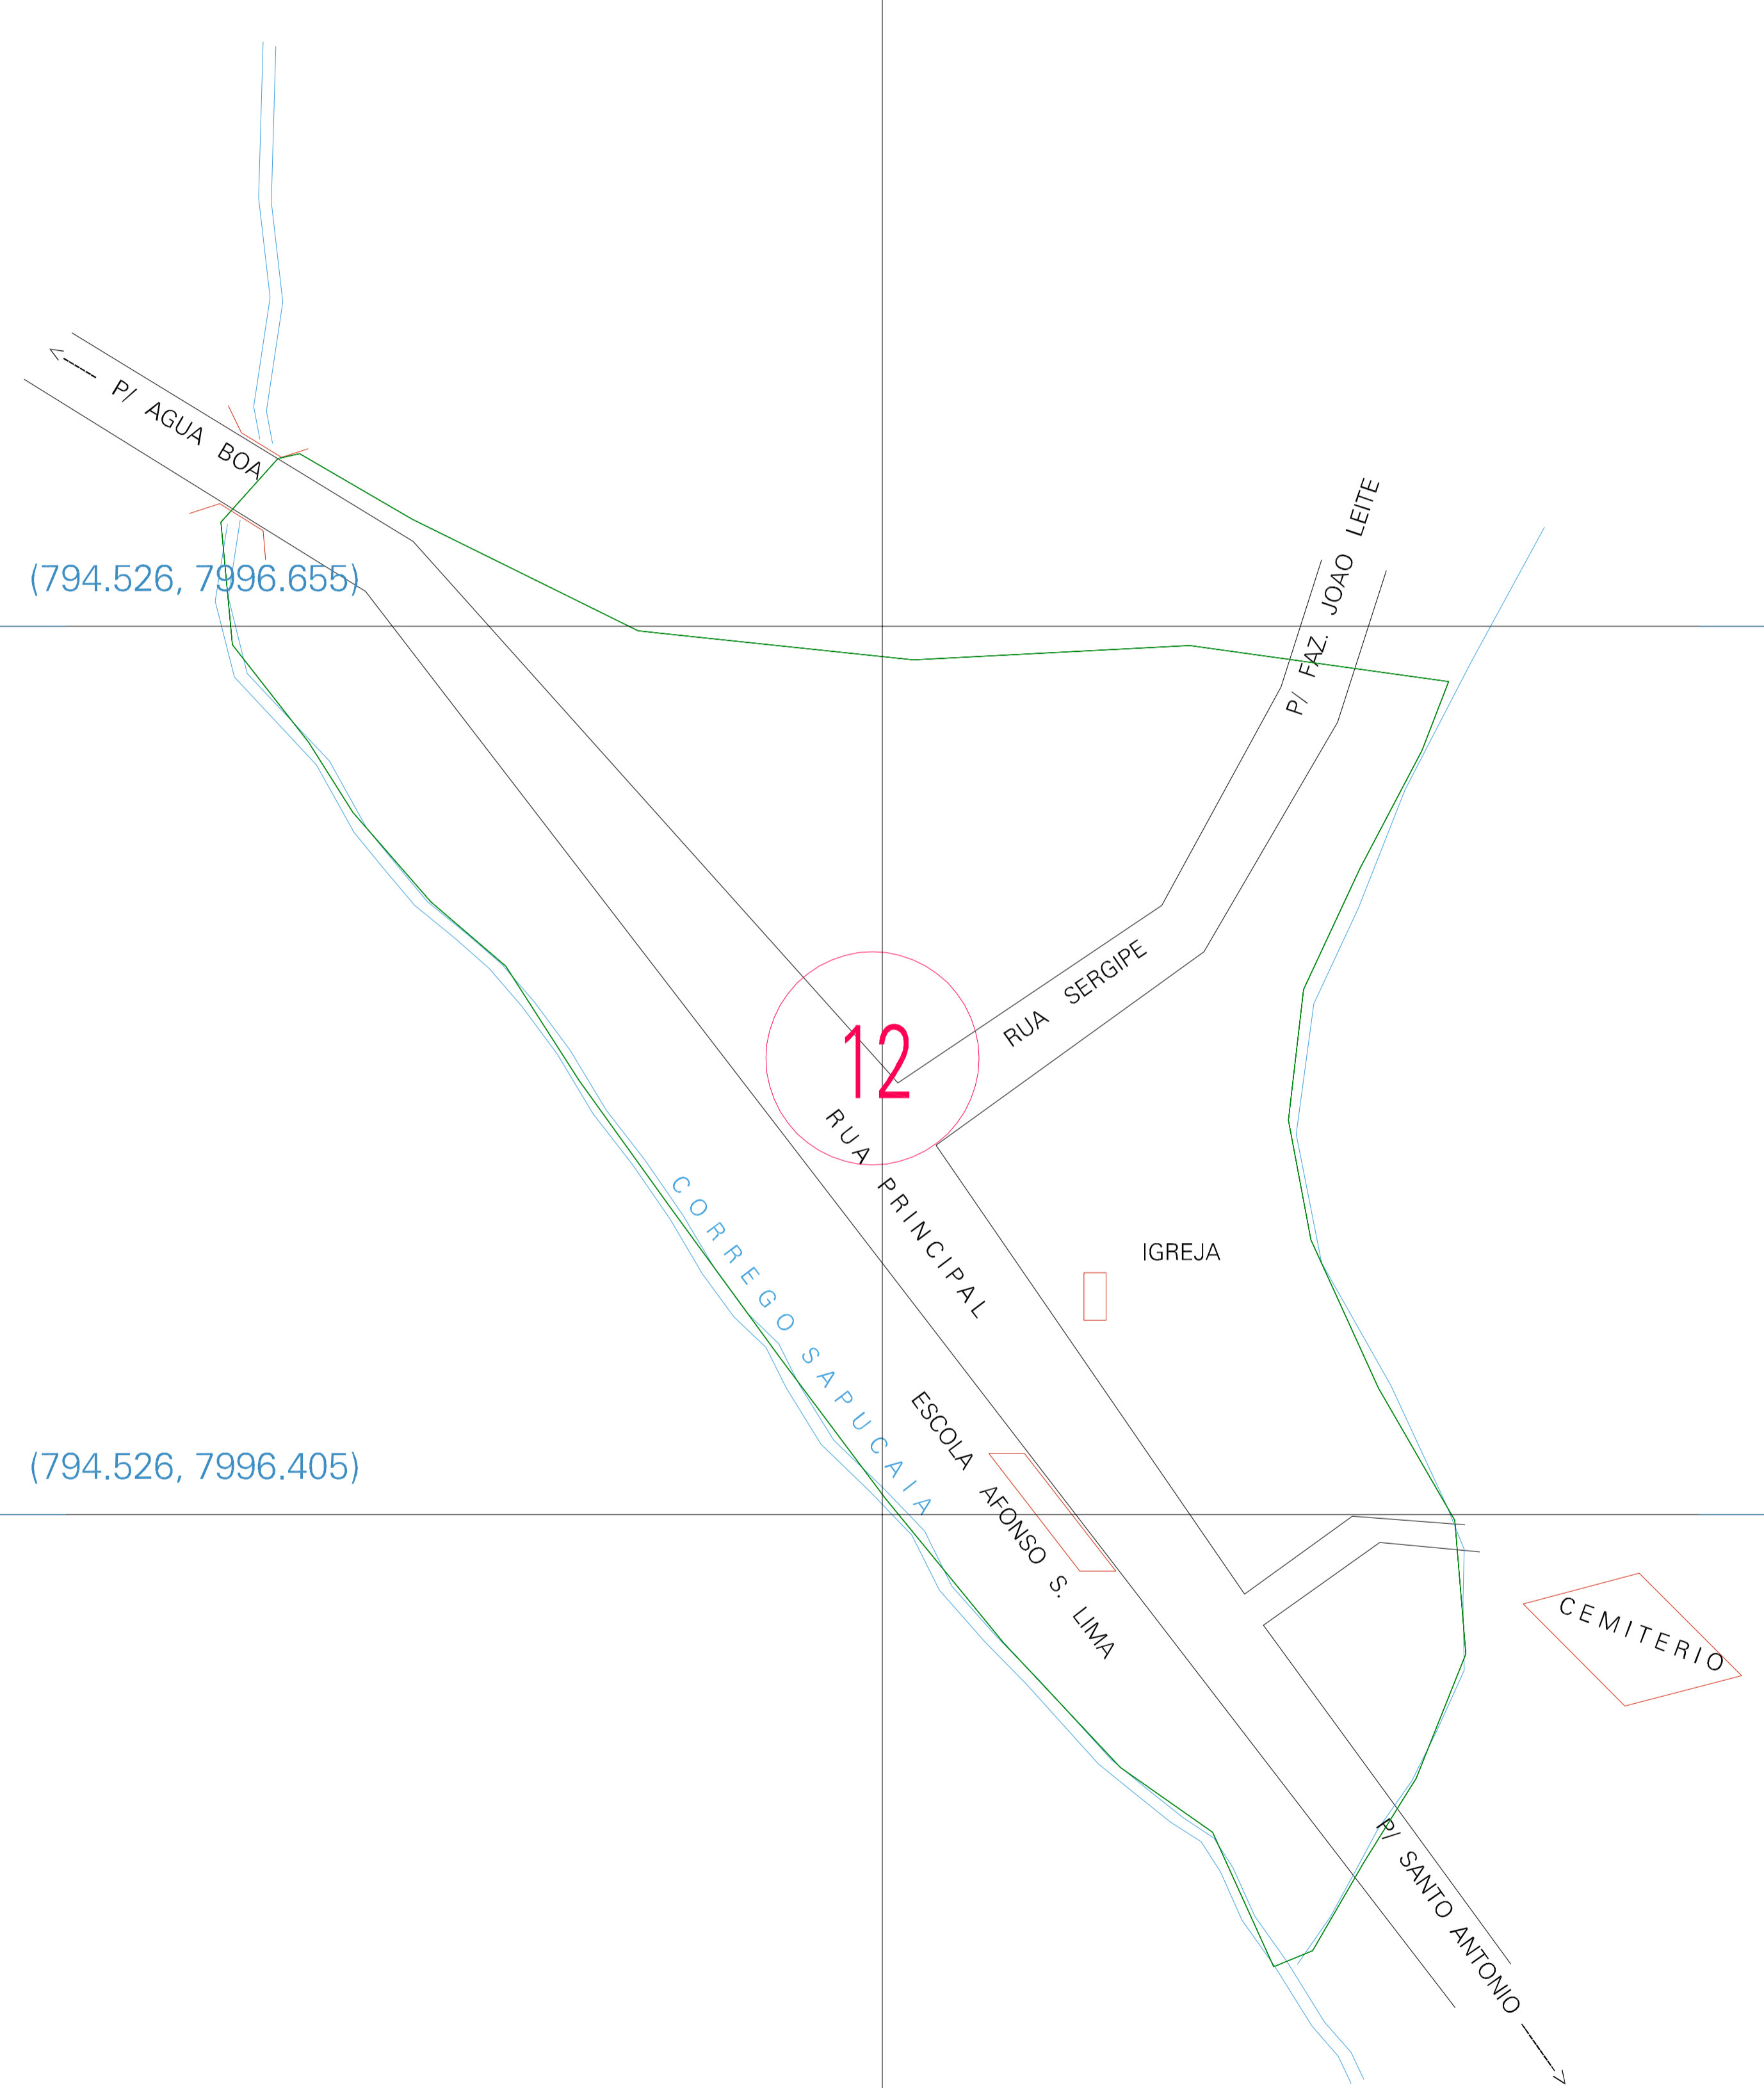 P/ AGUA BOA
P/ FAZ. JOAO LEITE
(794.526, 7996.655)
RUA SERGIPE
12
RUA PRINCIPAL
CORREGO SAPUCAIA
IGREJA
ESCOLA AFONSO S. LIMA
(794.526, 7996.405)
CEMITERIO
P/ SANTO ANTONIO